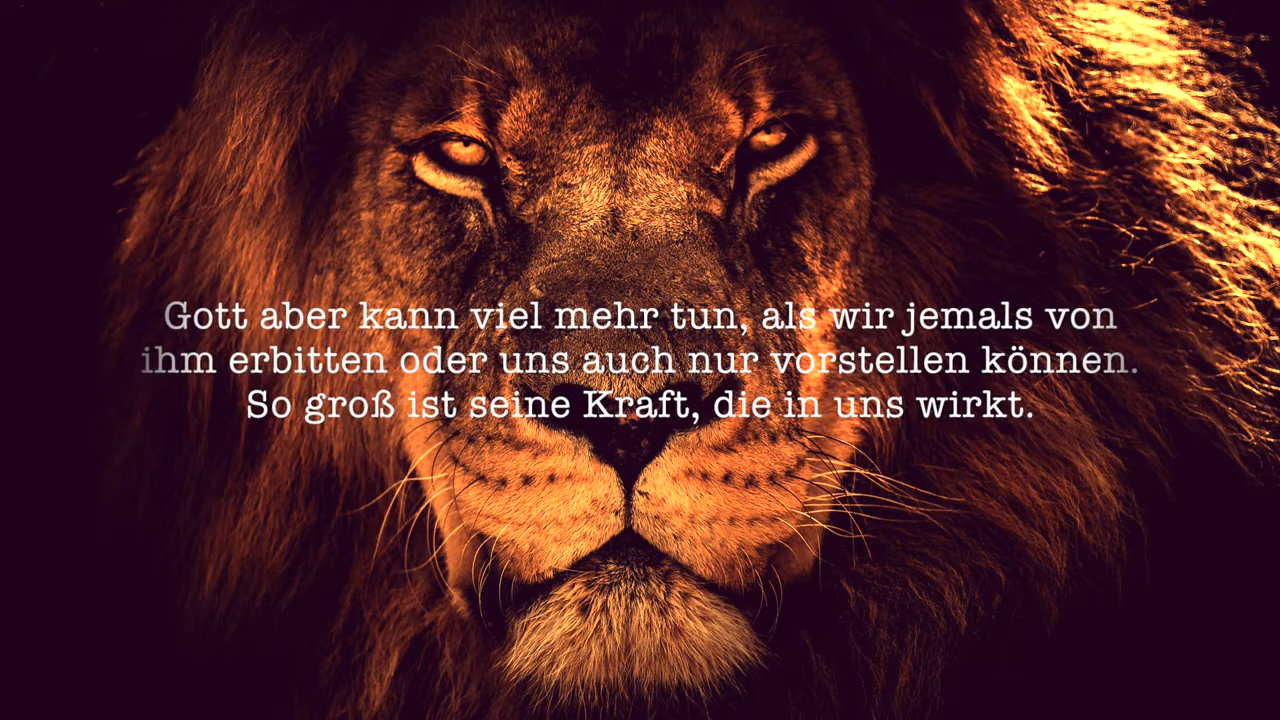 Gott aber kann viel mehr tun, als wir jemals von
ihm erbitten oder uns auch nur vorstellen können.
So groß ist seine Kraft, die in uns wirkt.